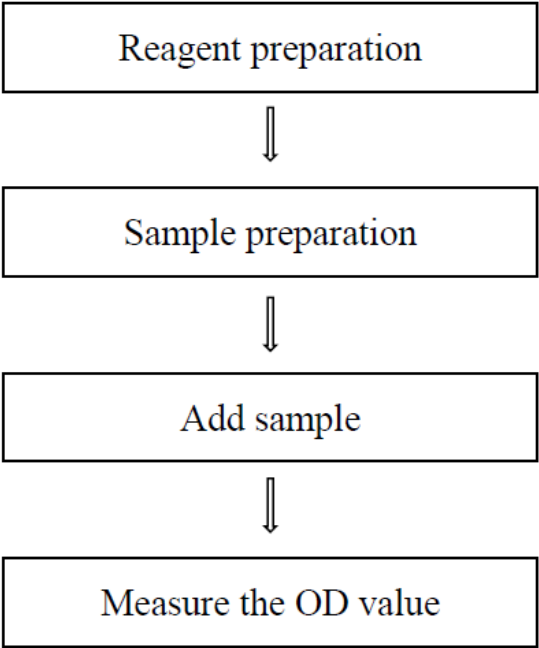 Reagent preparation
Sample preparation
Add sample
Measure the OD value